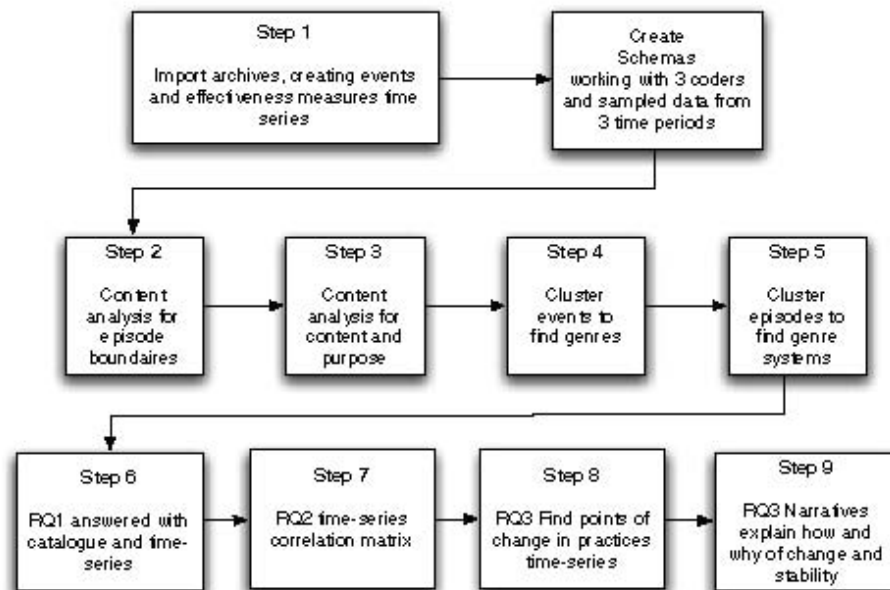 Step 1
Import archives, creating events
and effectiveness measures time
series
Create
Schemas
working with 3 coders
and sampled data from
3 time periods
Step 2
Content
analysis for
episode
boundaires
Step 3
Content
analysis for
content and
purpose
Step 4
Cluster
events to
find genres
Step 5
Cluster
episodes to
find genre
systems
Step 6
RQ1 answered with
catalogue and time-
series
Step 7
RQ2 time-series
correlation matrix
Step 8
RQ3 Find points of
change in practices
time-series
Step 9
RQ3 Narratives
explain how and
why of change and
stability